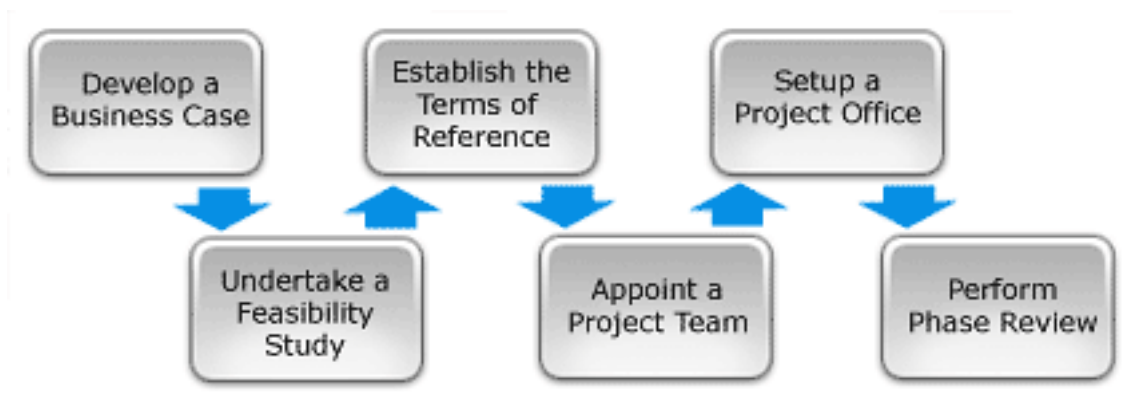 Develop a
Business Case
Undertake a
Feasibility
Study
Establish the
Terms of
Reference
Appoint a
Project Team
Setup a
Project Office
Perform
Phase Review